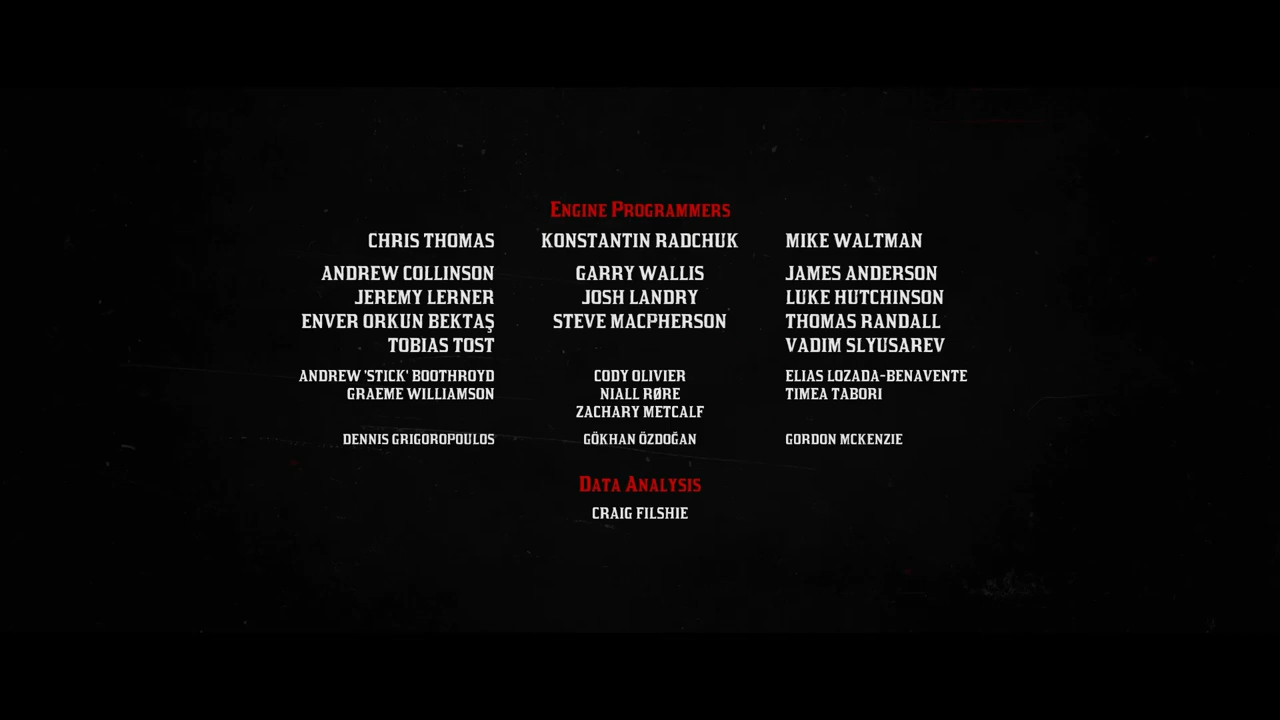 Engine Programmers
CHRIS THOMAS KONSTANTIN RADCHUK MIKE WALTMAN
ANDREW COLLINSON GARRY WALLIS JAMES ANDERSON
JEREMY LERNER JOSH LANDRY LUKE HUTCHINSON
ENVER ORKUN BEKTAŞ STEVE MACPHERSON THOMAS RANDALL
TOBIAS TOST VADIM SLYUSAREV
ANDREW 'STICK' BOOTHROYD CODY OLIVIER ELIAS LOZADA-BENAVENTE
GRAEME WILLIAMSON NIALL RØRE TIMEA TABORI
ZACHARY METCALF
DENNIS GRIGOROPOULOS GÖKHAN ÖZDOĞAN GORDON MCKENZIE
Data Analysis
CRAIG FILSHIE